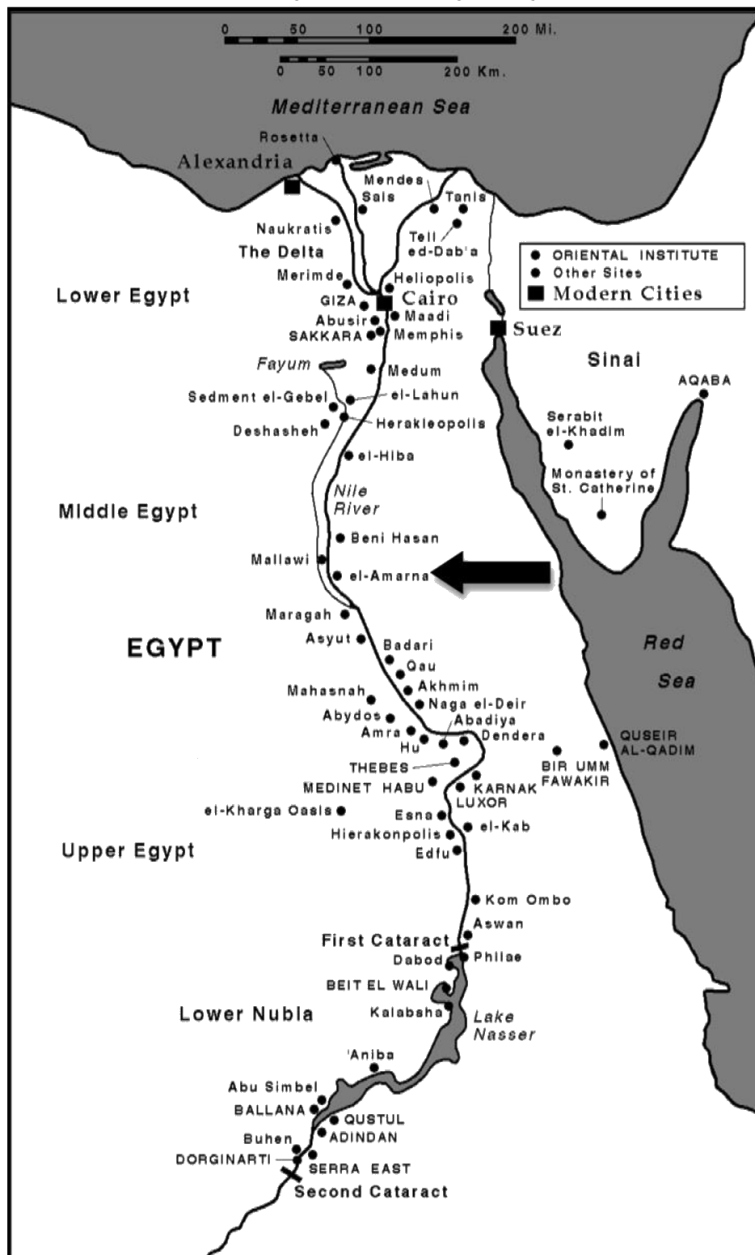 0 50 100 200 Mi.
0 50 100 200 Km.
Mediterranean Sea
Rosetta
Alexandria
Mendes
Tanis
Sais
Naukratis
Tell
ed-Dab'a
The Delta
ORIENTAL INSTITUTE
Other Sites
Modern Cities
Merimde
Heliopolis
Lower Egypt
GIZA
Cairo
Abusir
Maadi
SAKKARA
Memphis
Suez
Sinai
Fayum
Medum
AQABA
Sedment el-Gebel
el-Lahun
Deshasheh
Herakleopolis
Serabit
el-Khadim
el-Hiba
Monastery of
St. Catherine
Nile
River
Middle Egypt
Beni Hasan
Mallawi
el-Amarna
Maragah
EGYPT
Asyut
Badari
Red
Sea
Qau
Mahasnah
Akhmim
Naga el-Deir
Abydos
Abadiya
Amra
Dendera
Hu
QUSEIR
AL-QADIM
THEBES
BIR UMM
FAWAKIR
MEDINET HABU
KARNAK
LUXOR
el-Kharga Oasis
Esna
el-Kab
Hierakonpolis
Upper Egypt
Edfu
Kom Ombo
Aswan
First Cataract
Dabod
Philae
BEIT EL WALI
Lower Nubia
Kalabsha
Lake
Nasser
'Aniba
Abu Simbel
BALLANA
QUSTUL
ADINDAN
Buhen
DORGINARTI
SERRA EAST
Second Cataract